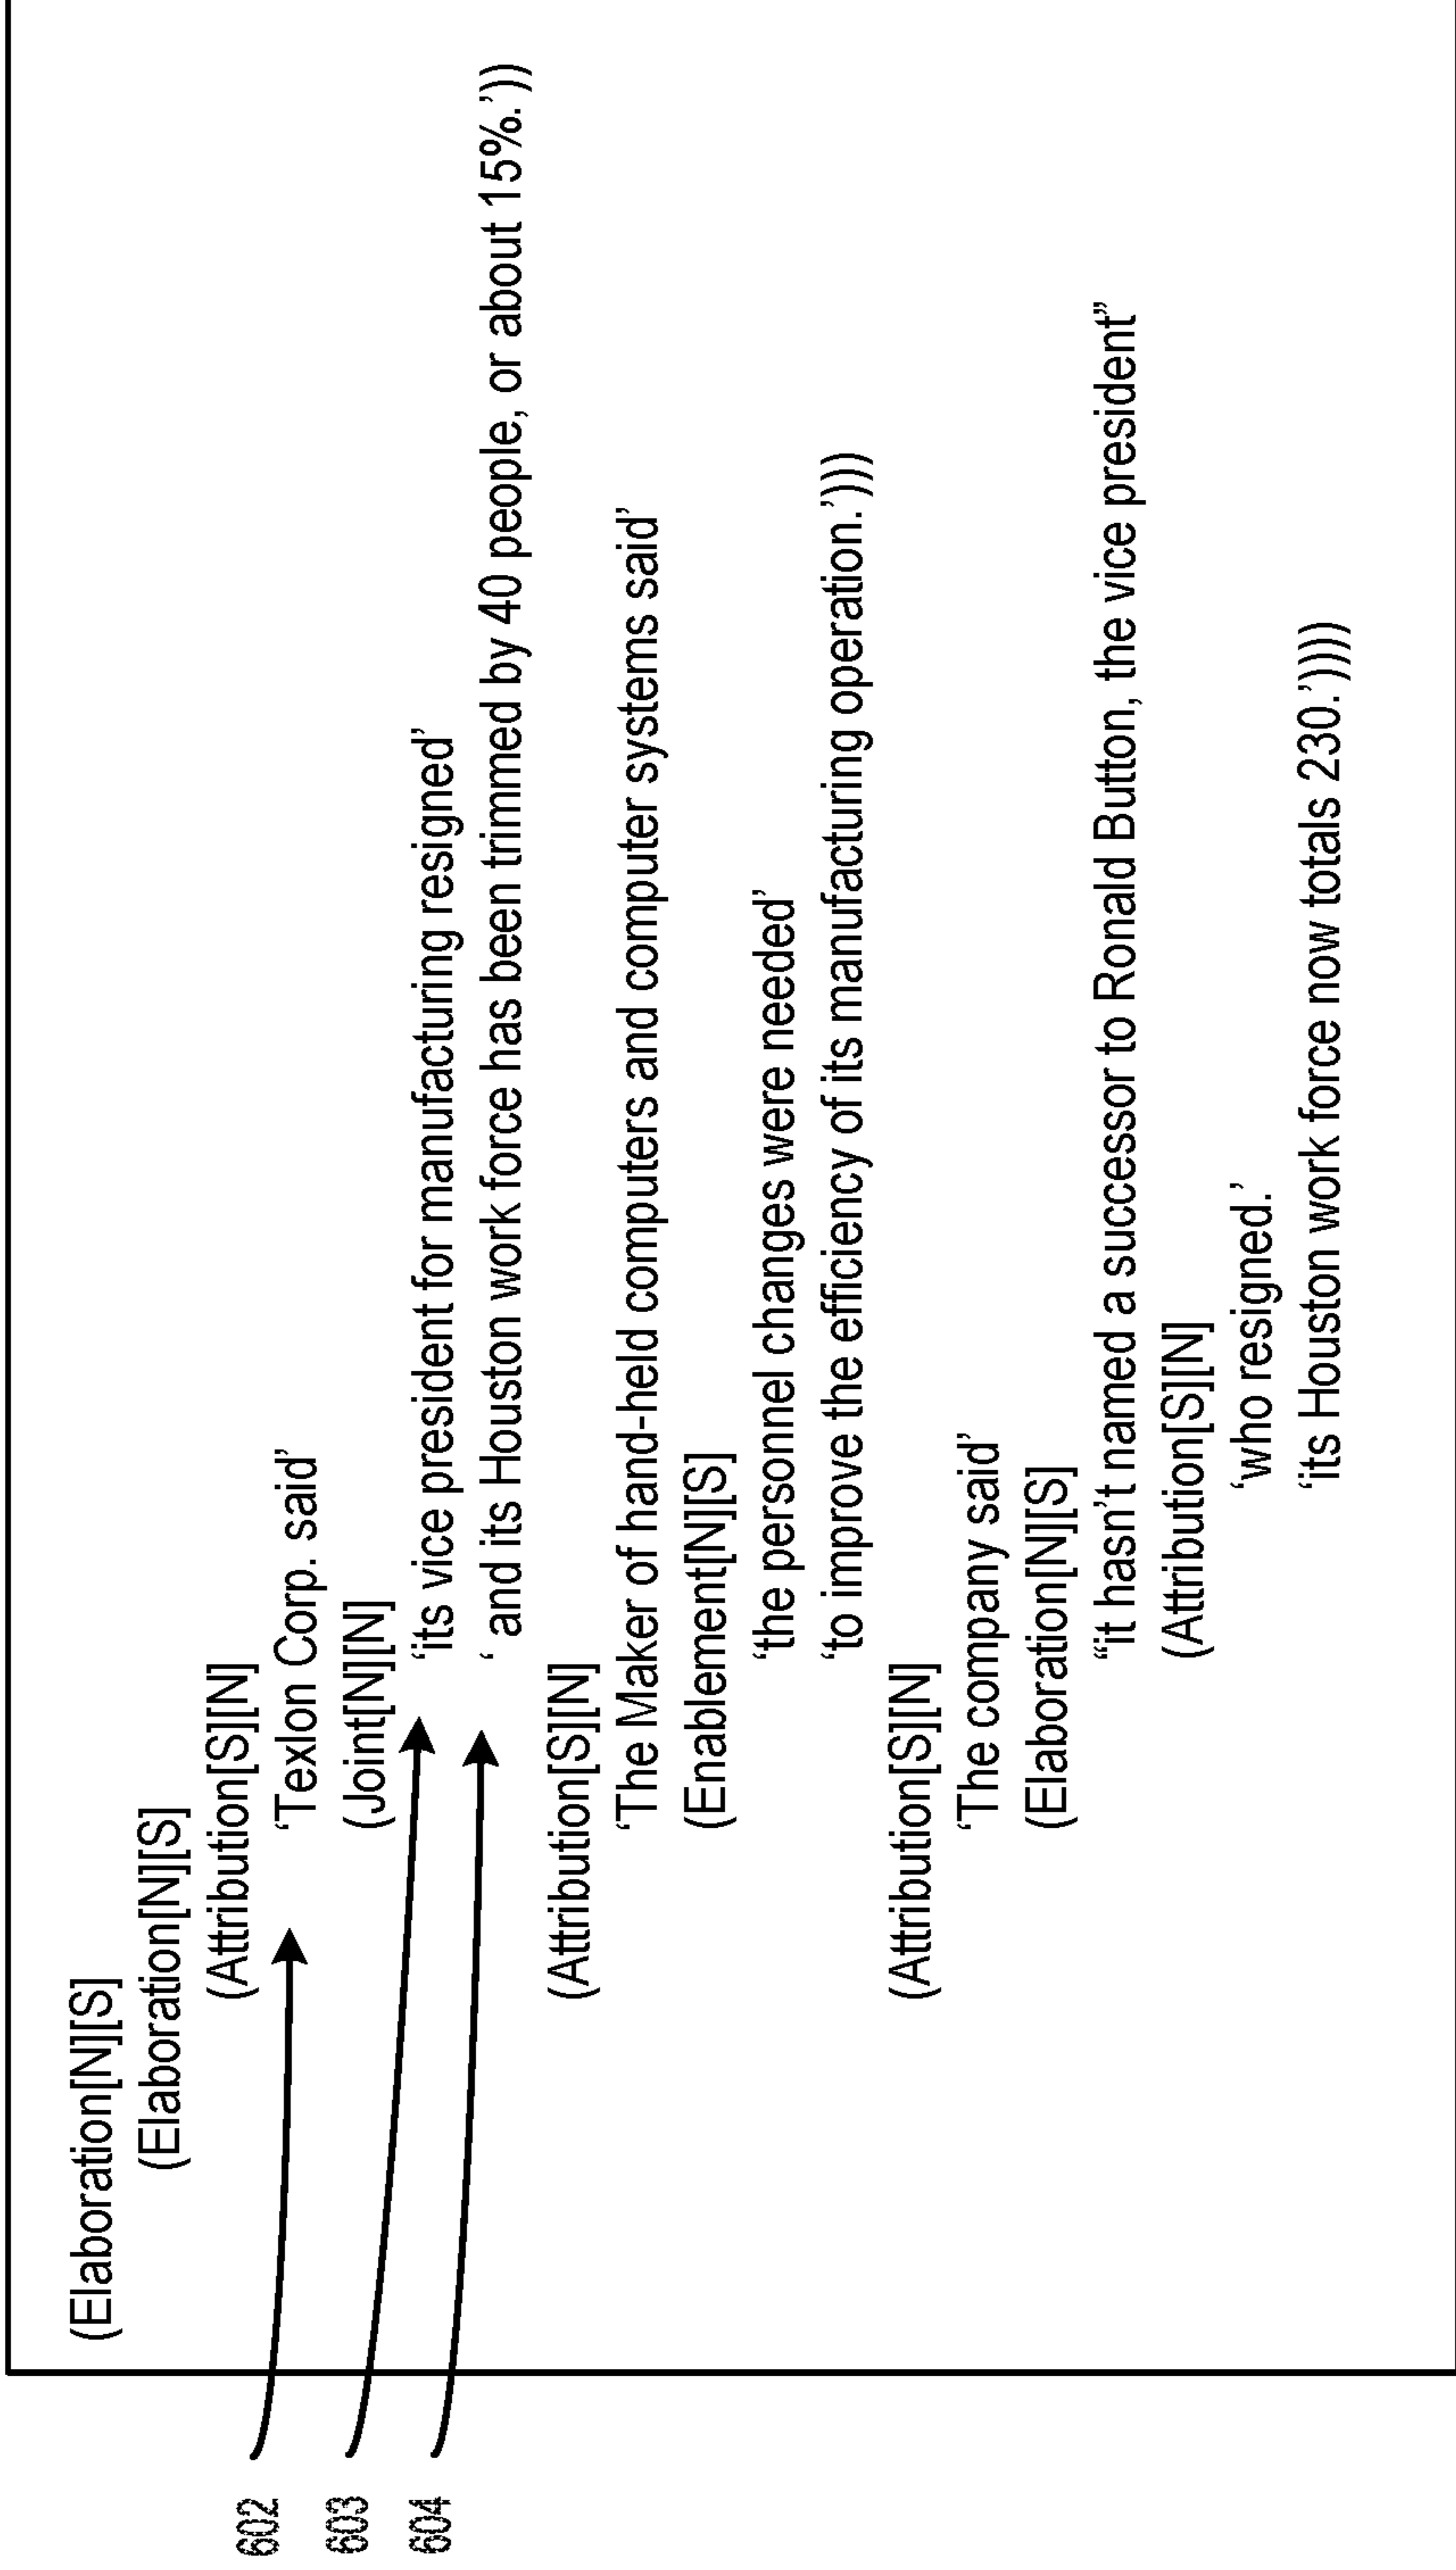 (Elaboration[N][S]
(Elaboration[N][S]
(Attribution[S][N]
602
‘Texlon Corp. said’
(Joint[N][N]
603
‘its vice president for manufacturing resigned’
604
‘ and its Houston work force has been trimmed by 40 people, or about 15%.’))
(Attribution[S][N]
‘The Maker of hand-held computers and computer systems said’
(Enablement[N][S]
‘the personnel changes were needed’
‘to improve the efficiency of its manufacturing operation.’))))
(Attribution[S][N]
‘The company said’
(Elaboration[N][S]
“it hasn’t named a successor to Ronald Button, the vice president”
(Attribution[S][N]
‘who resigned.’
‘its Houston work force now totals 230.’)))))